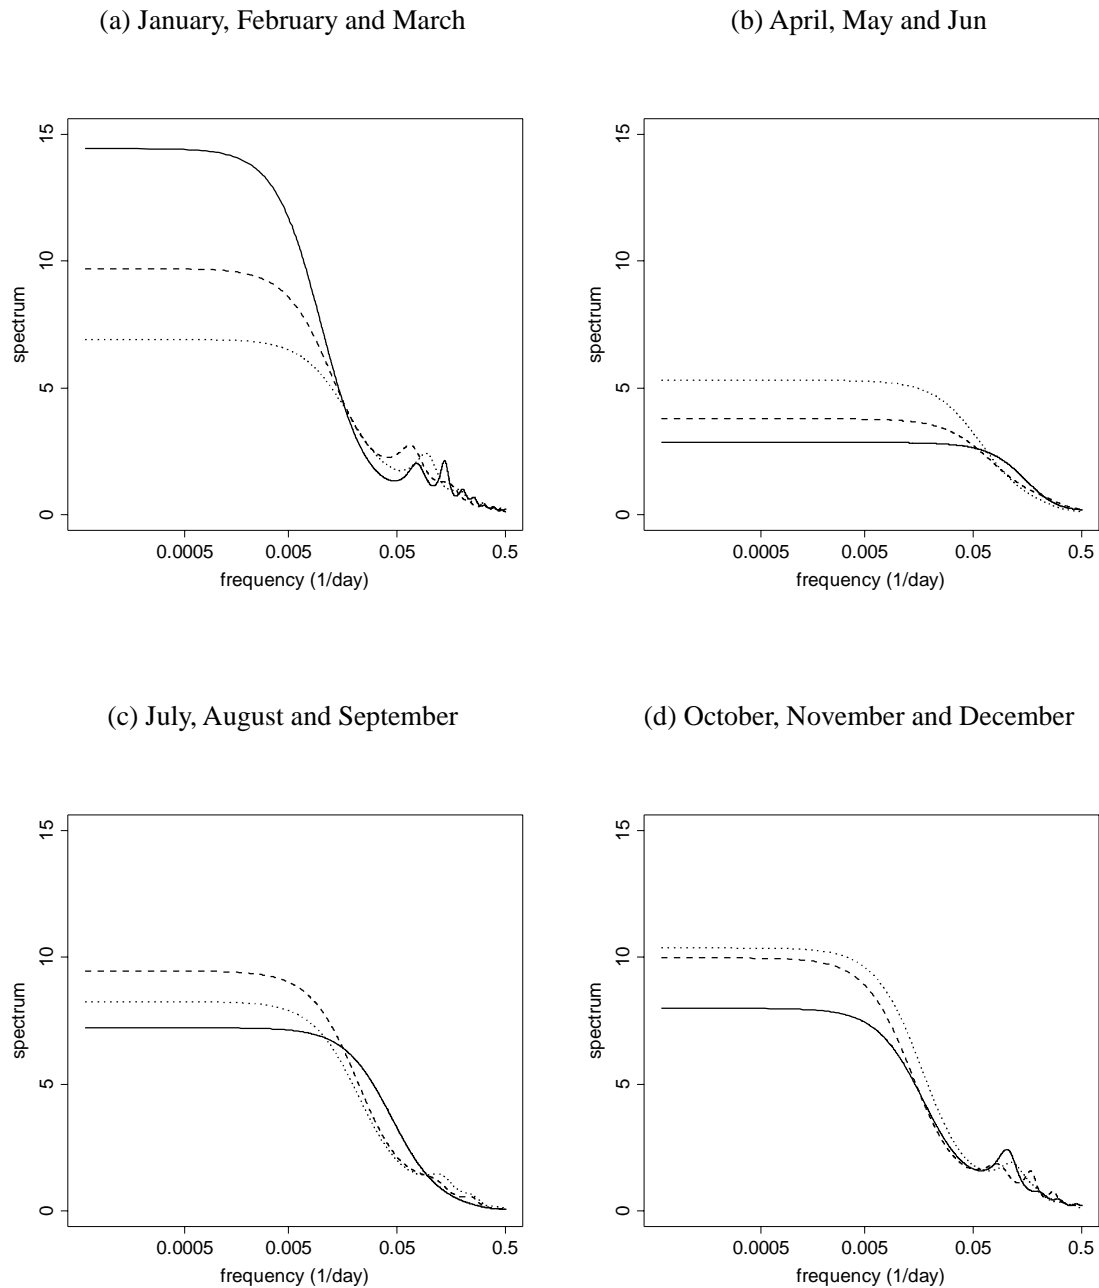 (a) January, February and March
(b) April, May and Jun
15
10
5
0
spectrum
0.0005 0.005 0.05 0.5
frequency (1/day)
15
10
5
0
spectrum
0.0005 0.005 0.05 0.5
frequency (1/day)
(c) July, August and September
(d) October, November and December
15
10
5
0
spectrum
0.0005 0.005 0.05 0.5
frequency (1/day)
15
10
5
0
spectrum
0.0005 0.005 0.05 0.5
frequency (1/day)